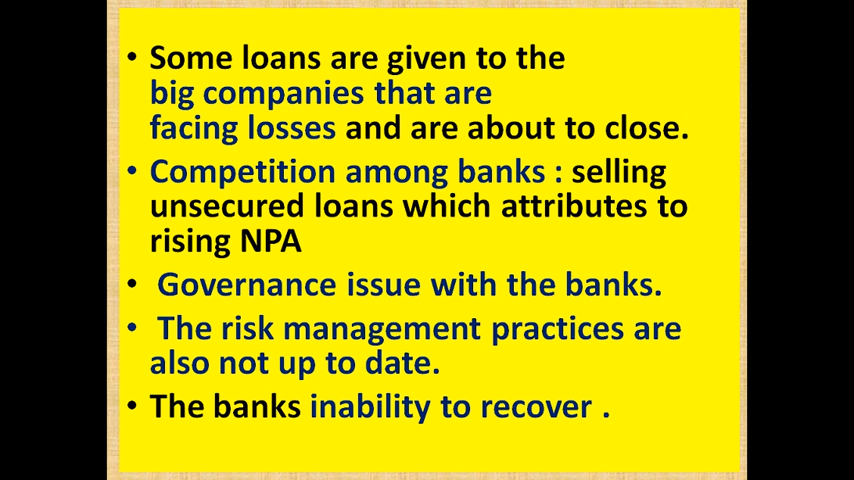 • Some loans are given to the
big companies that are
facing losses and are about to close.
• Competition among banks : selling
unsecured loans which attributes to
rising NPA
• Governance issue with the banks.
• The risk management practices are
also not up to date.
• The banks inability to recover .